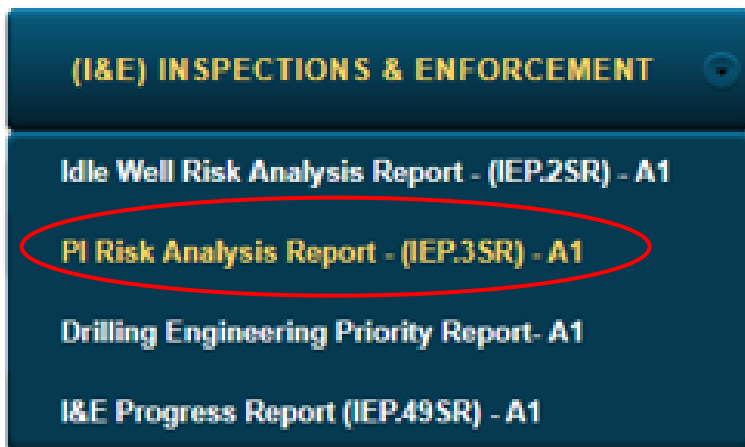 (I&E) INSPECTIONS & ENFORCEMENT
Idle Well Risk Analysis Report - (IEP.2SR) - A1
PI Risk Analysis Report - (IEP.3SR) - A1
Drilling Engineering Priority Report- A1
I&E Progress Report (IEP.49SR) - A1